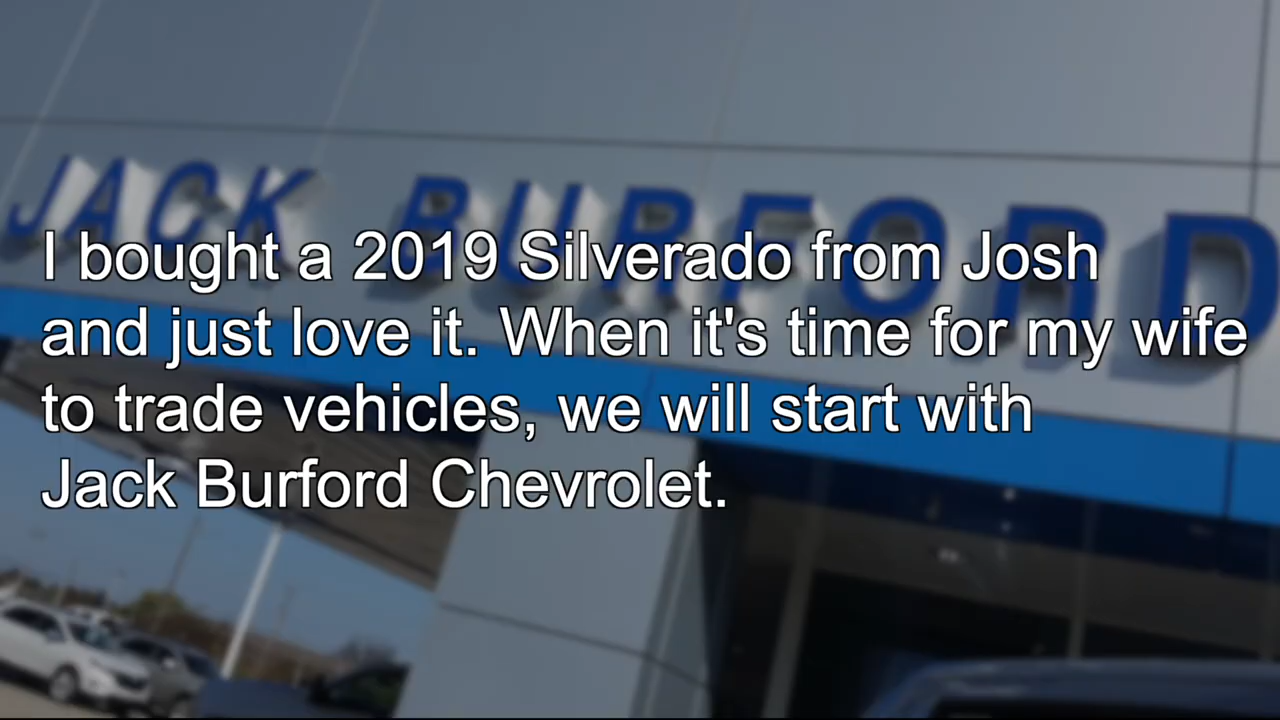 JACK BURFORD
I bought a 2019 Silverado from Josh
and just love it. When it's time for my wife
to trade vehicles, we will start with
Jack Burford Chevrolet.